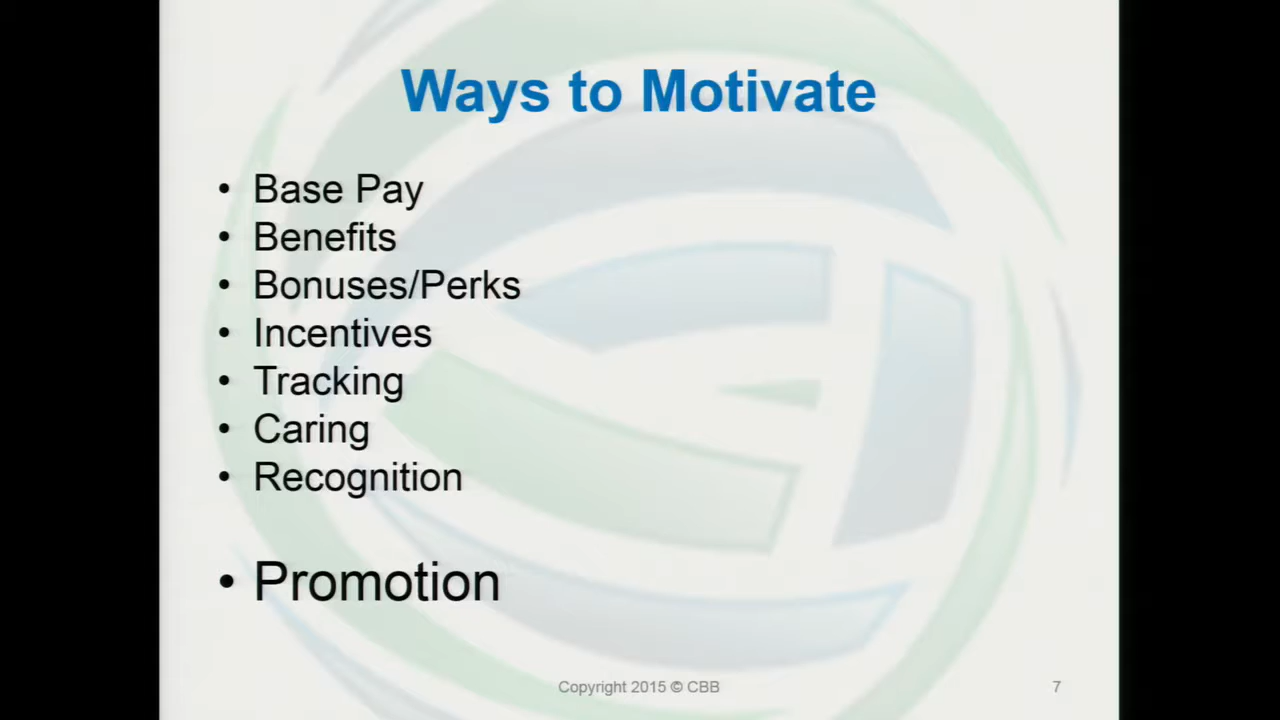 Ways to Motivate
• Base Pay
• Benefits
• Bonuses/Perks
• Incentives
• Tracking
• Caring
• Recognition
• Promotion
Copyright 2015 © CBB
7